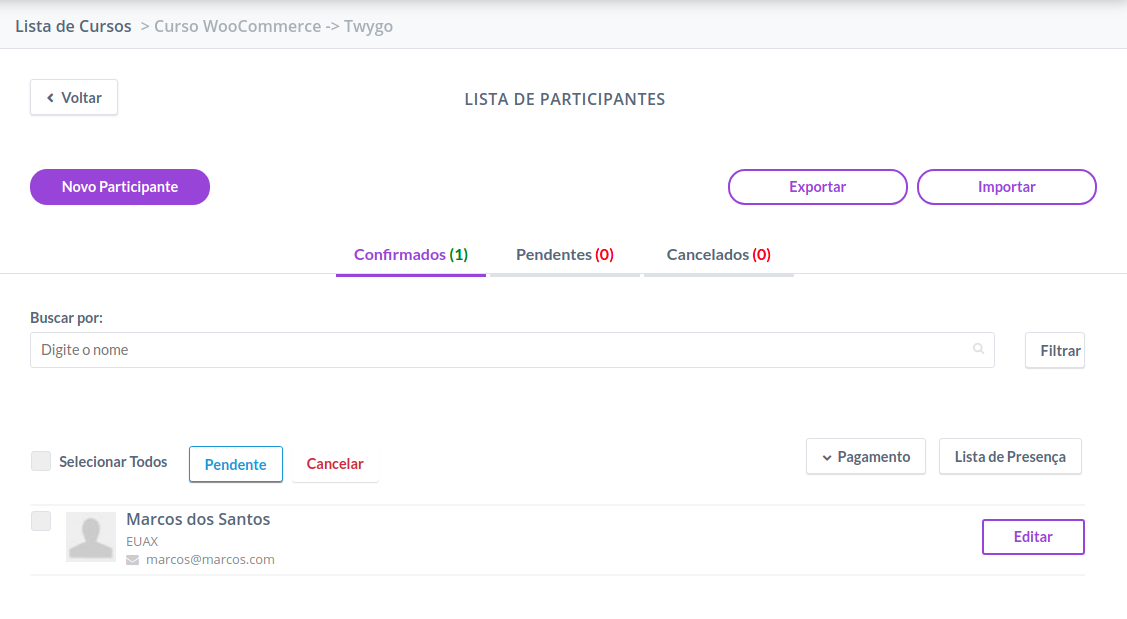 Lista de Cursos > Curso WooCommerce -> Twygo
Voltar
LISTA DE PARTICIPANTES
Novo Participante
Exportar
Importar
Confirmados (1)
Pendentes (0)
Cancelados (0)
Buscar por:
Digite o nome
Filtrar
Selecionar Todos
Pendente
Cancelar
Pagamento
Lista de Presença
Marcos dos Santos
EUAX
marcos@marcos.com
Editar